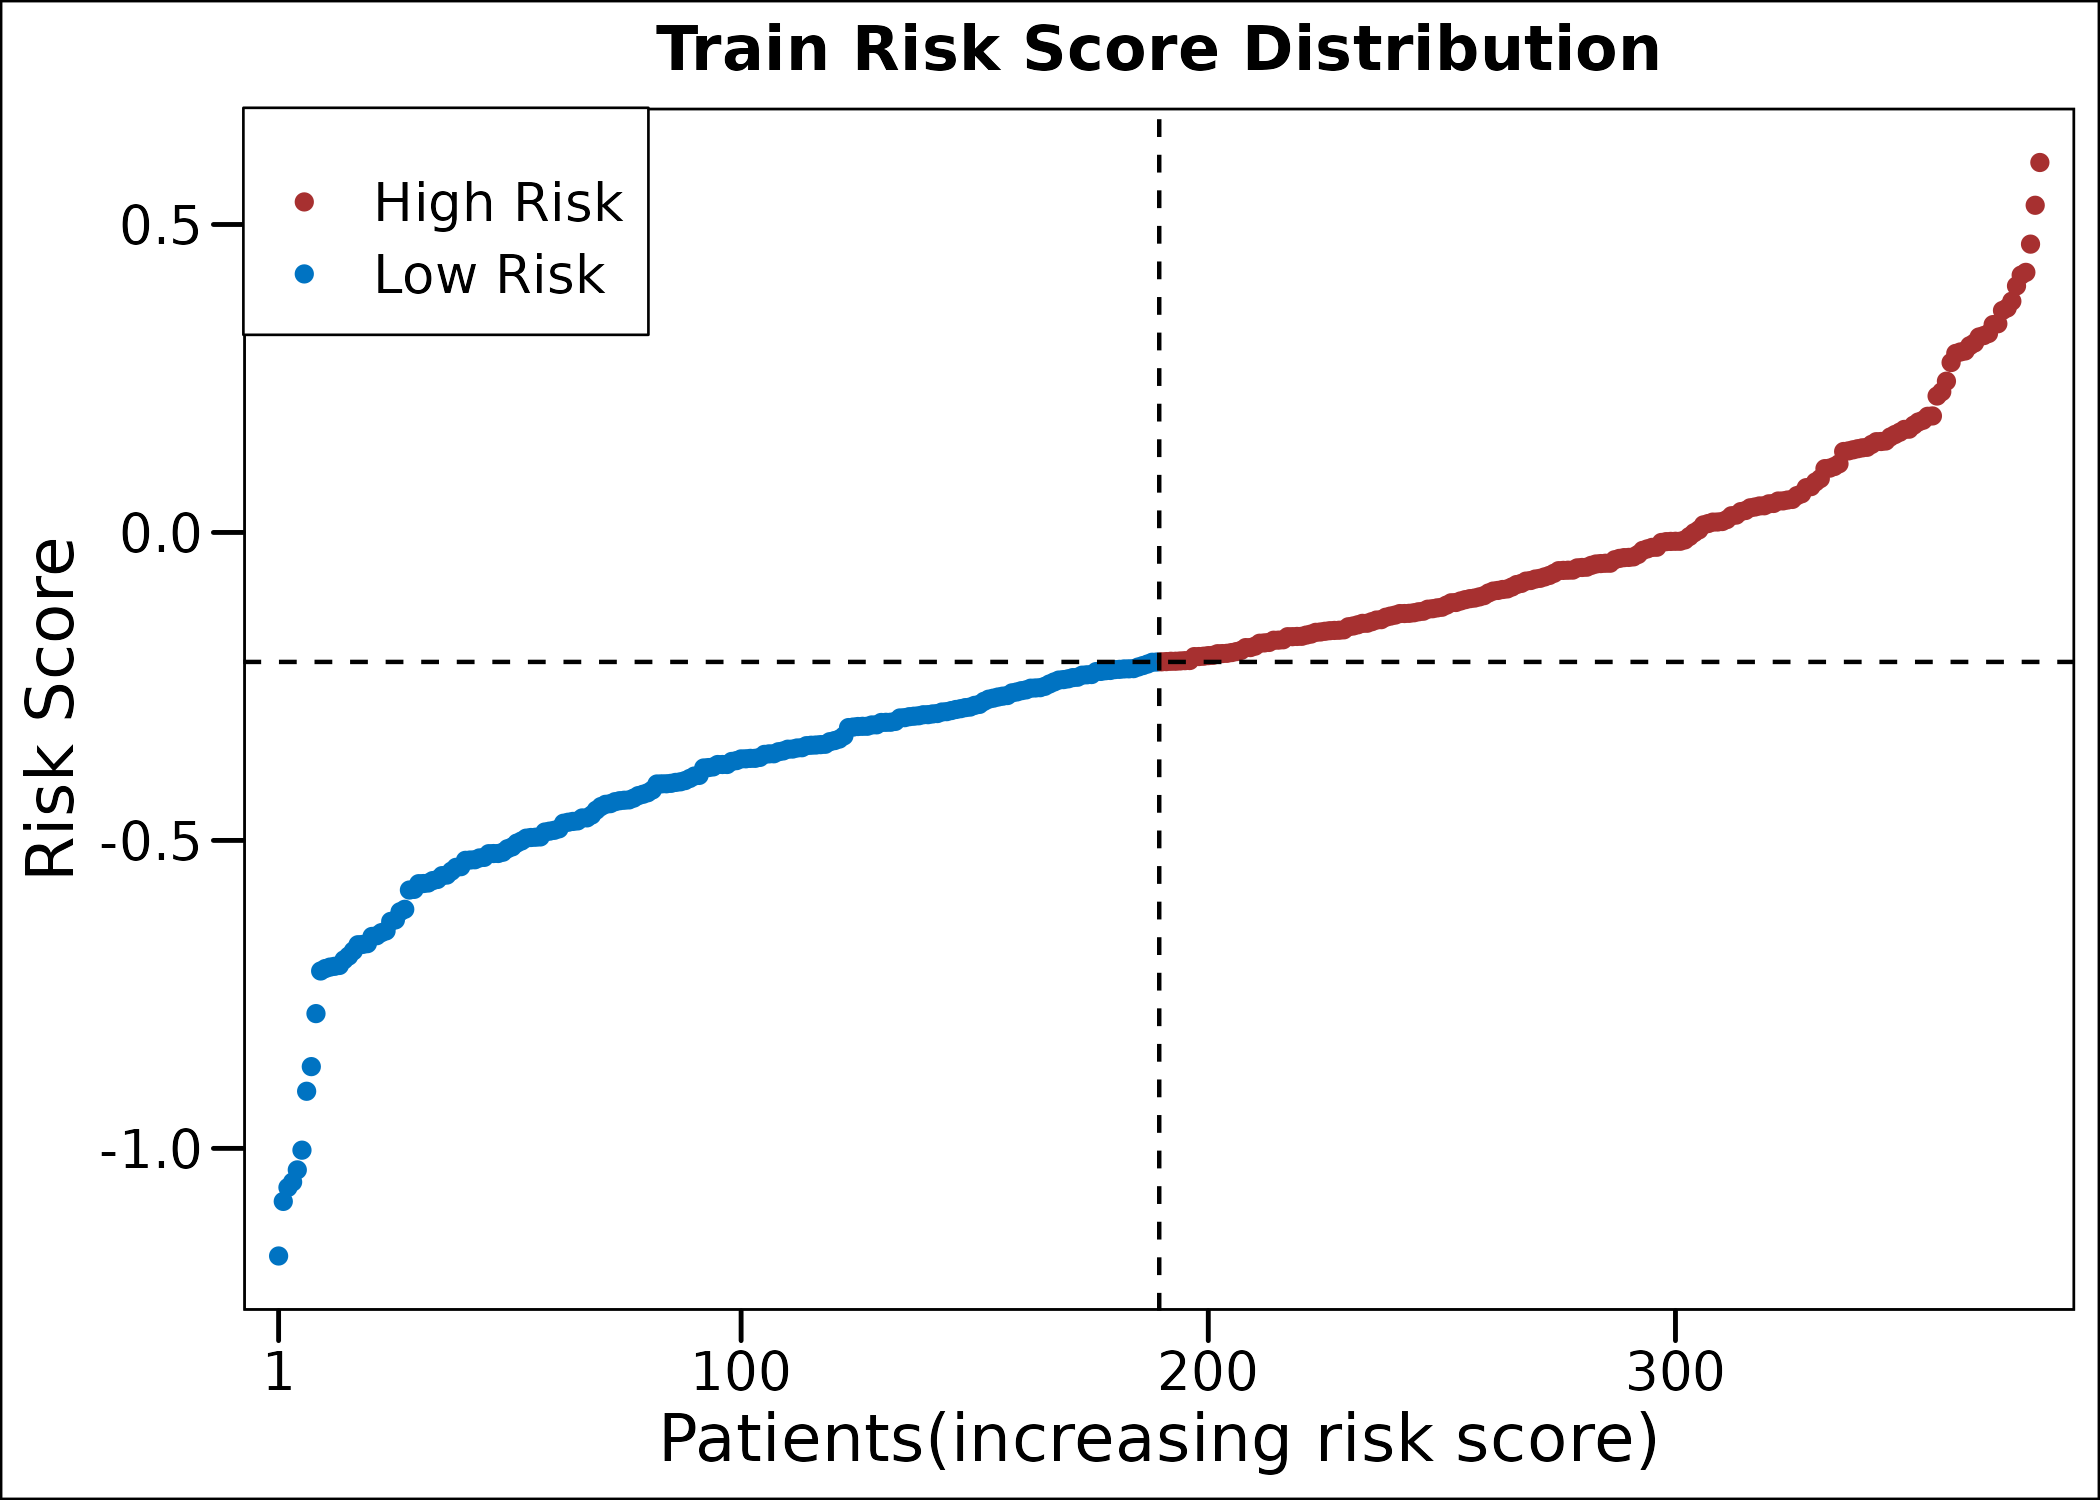 Train Risk Score Distribution
High Risk
Low Risk
0.5
0.0
-0.5
-1.0
Risk Score
1 100 200 300
Patients(increasing risk score)